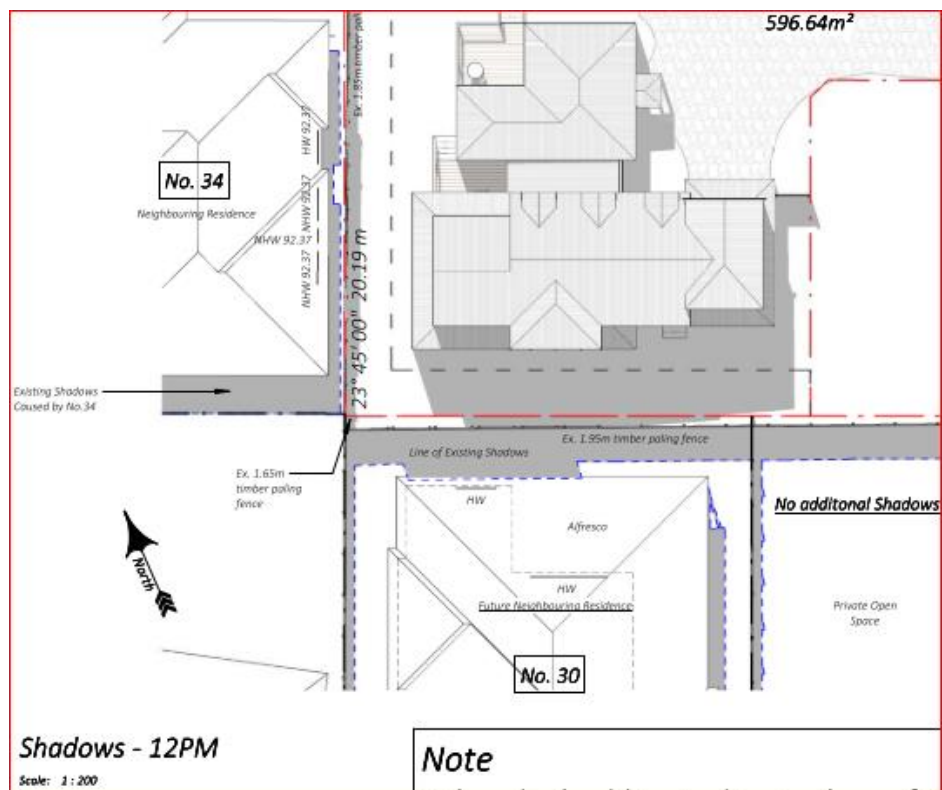 596.64m²
Ex. 1.85m timber pal
HW 92.37
No. 34
Neighbouring Residence
NHW 92.37
NHW 92.37
NHW 92.37
23° 45' 00" 20.19 m
Existing Shadows
Caused by No.34
Ex. 1.95m timber paling fence
Line of Existing Shadows
Ex. 1.65m
timber paling
fence
HW
No additonal Shadows
Alfresco
North
HW
Future Neighbouring Residence
Private Open
Space
No. 30
Shadows - 12PM
Scale: 1 : 200
Note